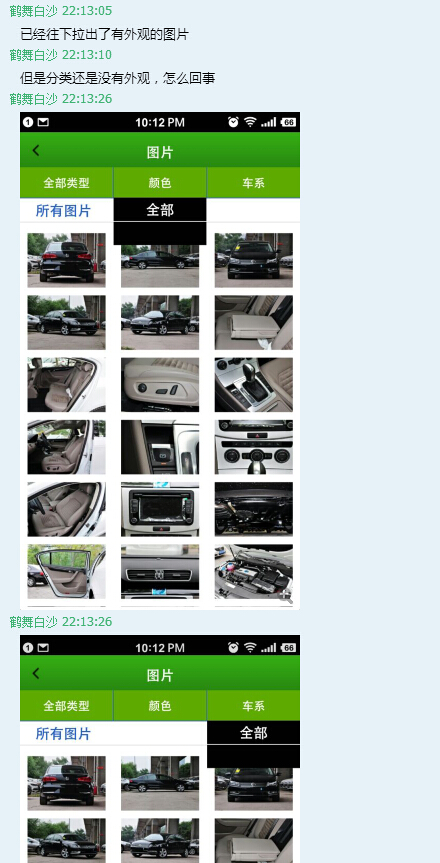 鹤舞白沙 22:13:05
已经往下拉出了有外观的图片
鹤舞白沙 22:13:10
但是分类还是没有外观，怎么回事
鹤舞白沙 22:13:26
1 10:12 PM 66
图片
全部类型 颜色 车系
所有图片 全部
鹤舞白沙 22:13:26
1 10:12 PM 66
图片
全部类型 颜色 车系
所有图片 全部